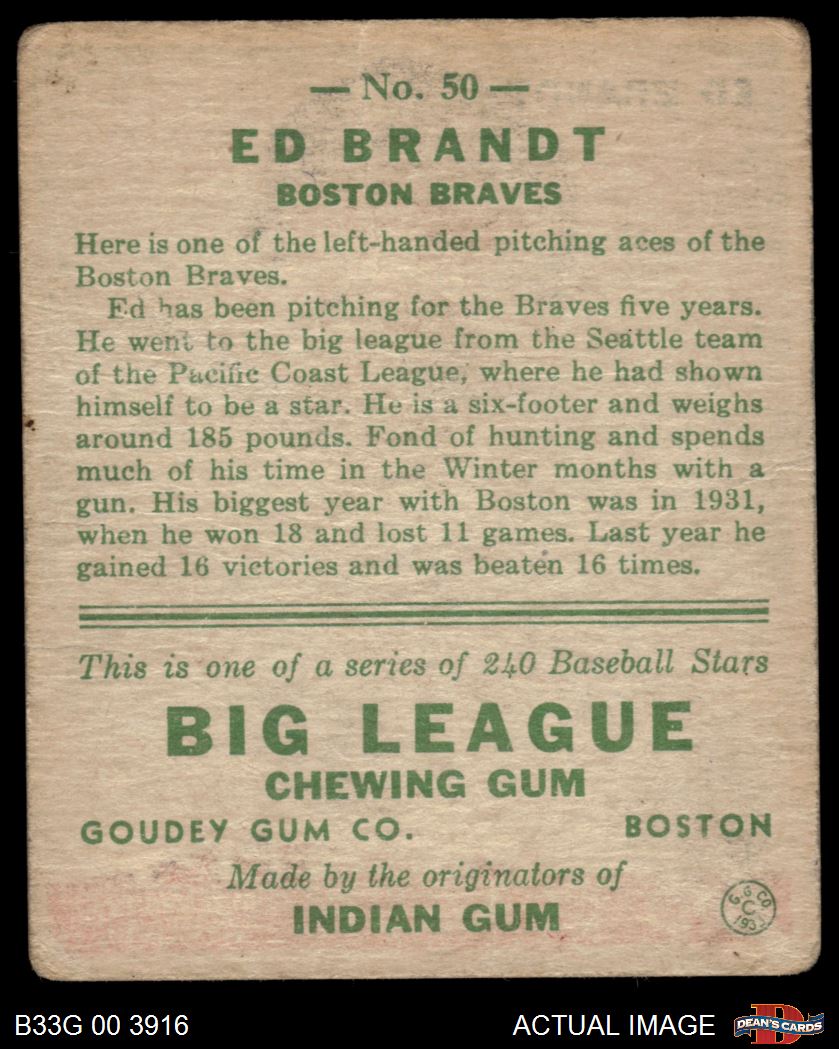 — No. 50 —
ED BRANDT
BOSTON BRAVES
Here is one of the left-handed pitching aces of the
Boston Braves.
Ed has been pitching for the Braves five years.
He went to the big league from the Seattle team
of the Pacific Coast League, where he had shown
himself to be a star. He is a six-footer and weighs
around 185 pounds. Fond of hunting and spends
much of his time in the Winter months with a
gun. His biggest year with Boston was in 1931,
when he won 18 and lost 11 games. Last year he
gained 16 victories and was beaten 16 times.
This is one of a series of 240 Baseball Stars
BIG LEAGUE
CHEWING GUM
GOUDEY GUM CO. BOSTON
Made by the originators of
INDIAN GUM
G.G.CO
C
B33G 00 3916
ACTUAL IMAGE
D
DEAN'S CARDS